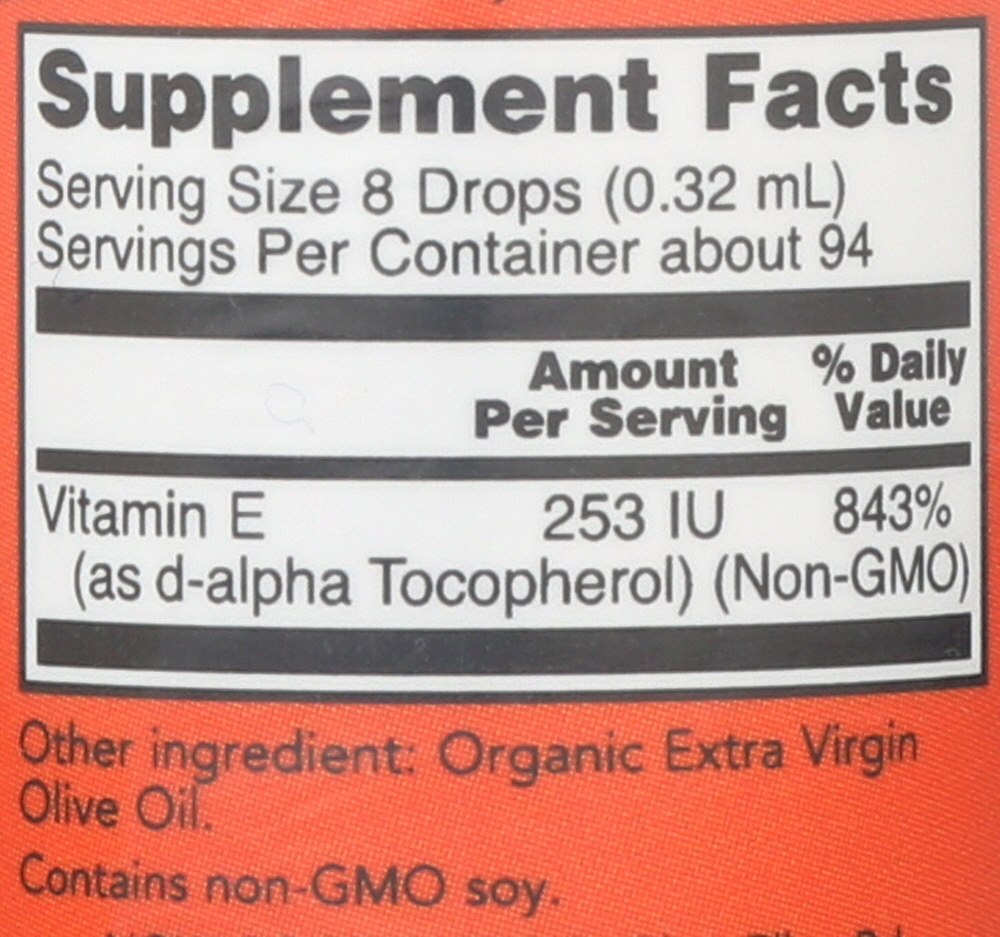 Supplement Facts
Serving Size 8 Drops (0.32 mL)
Servings Per Container about 94
Amount Per Serving
% Daily Value
Vitamin E 253 IU 843%
(as d-alpha Tocopherol) (Non-GMO)
Other ingredient: Organic Extra Virgin
Olive Oil.
Contains non-GMO soy.